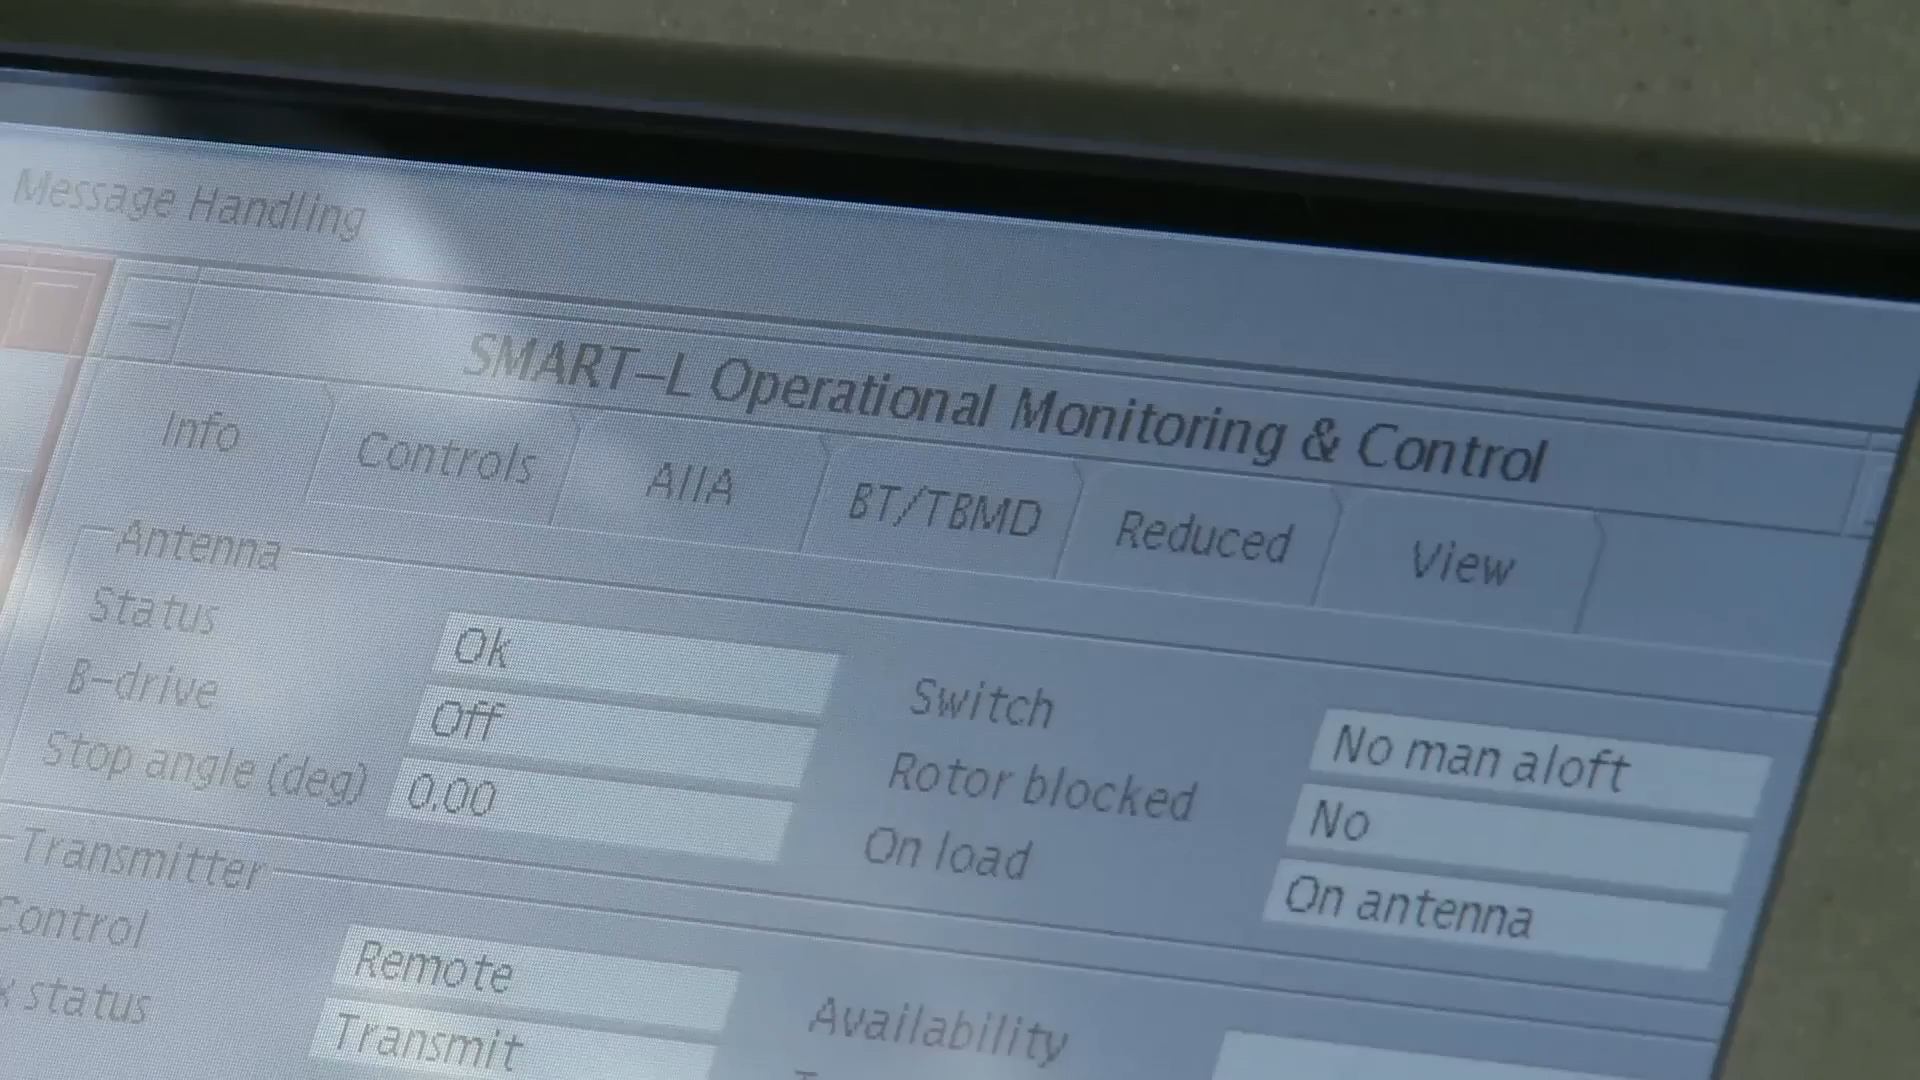 Message Handling
SMART-L Operational Monitoring & Control
Info Controls AIIA BT/TBMD Reduced View
Antenna
Status Ok Switch No man aloft
B-drive Off Rotor blocked No
Stop angle (deg) 0.00 On load On antenna
Transmitter
Control Remote Availability
status Transmit